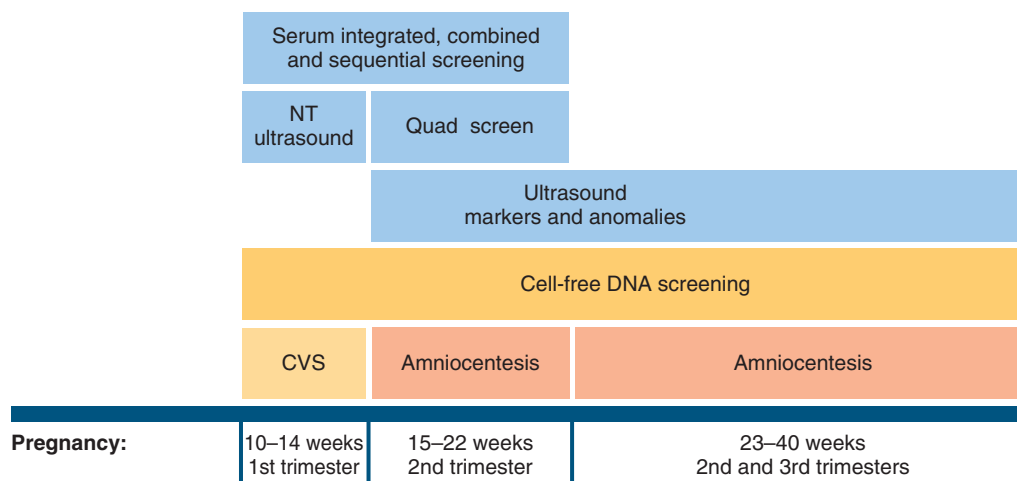 Serum integrated, combined
and sequential screening
NT
ultrasound
Quad screen
Ultrasound
markers and anomalies
Cell-free DNA screening
CVS
Amniocentesis
Amniocentesis
Pregnancy:
10–14 weeks
1st trimester
15–22 weeks
2nd trimester
23–40 weeks
2nd and 3rd trimesters